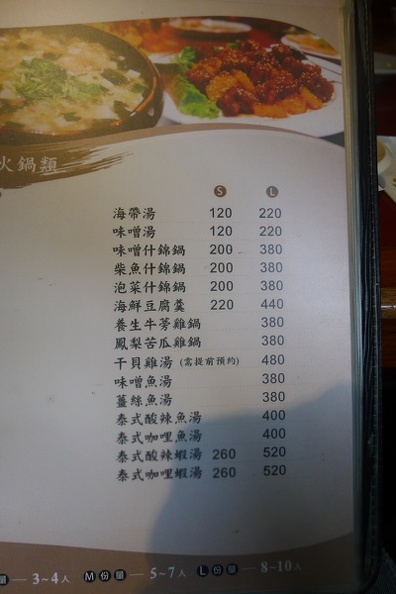 火鍋類
S L
海帶湯 120 220
味噌湯 120 220
味噌什錦鍋 200 380
柴魚什錦鍋 200 380
泡菜什錦鍋 200 380
海鮮豆腐羹 220 440
養生牛蒡雞鍋 380
鳳梨苦瓜雞鍋 380
干貝雞湯 (需提前預約) 480
味噌魚湯 380
薑絲魚湯 380
泰式酸辣魚湯 400
泰式咖哩魚湯 400
泰式酸辣蝦湯 260 520
泰式咖哩蝦湯 260 520
量 — 3~4人 M份量 — 5~7人 L份量 — 8~10人